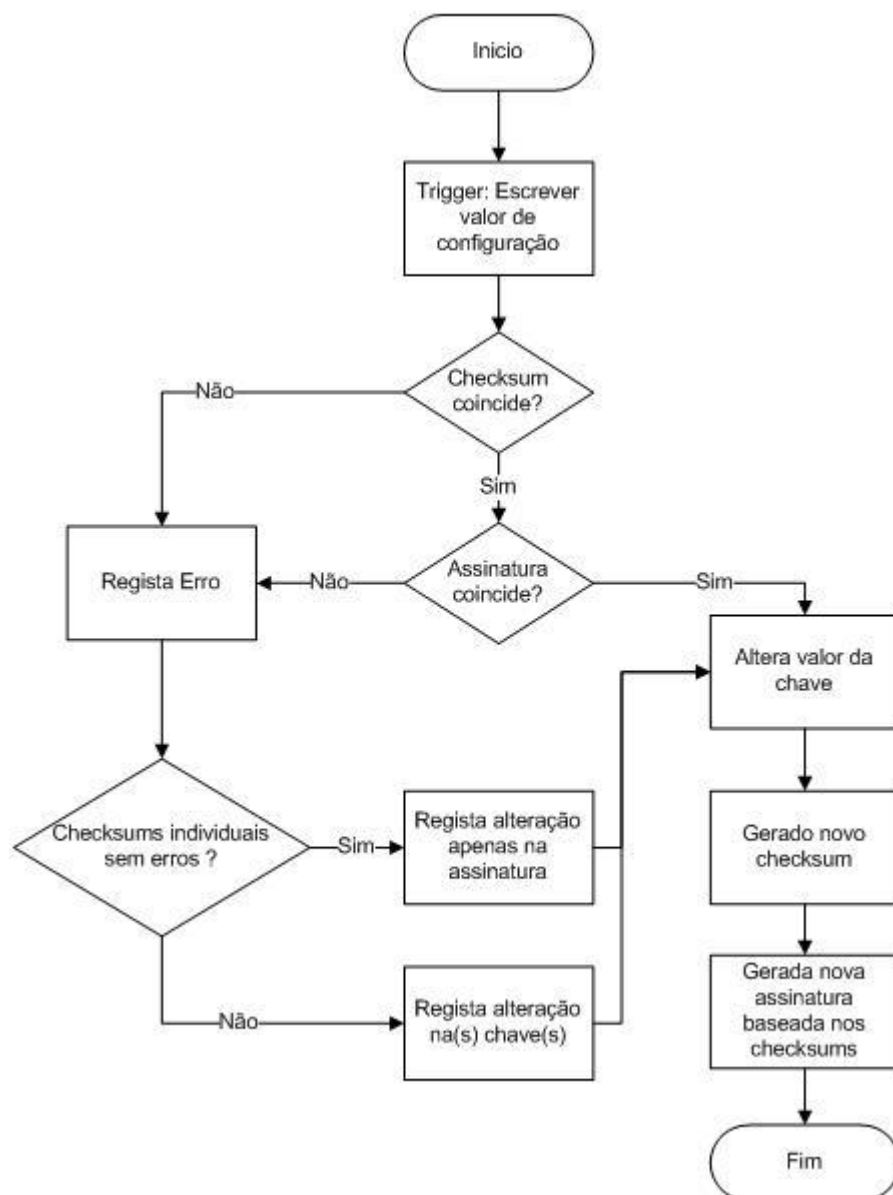 Inicio
Trigger: Escrever
valor de
configuração
Checksum
coincide?
Não
Sim
Assinatura
coincide?
Não
Sim
Regista Erro
Altera valor da
chave
Checksums individuais
sem erros ?
Sim
Regista alteração
apenas na
assinatura
Gerado novo
checksum
Não
Regista alteração
na(s) chave(s)
Gerada nova
assinatura
baseada nos
checksums
Fim